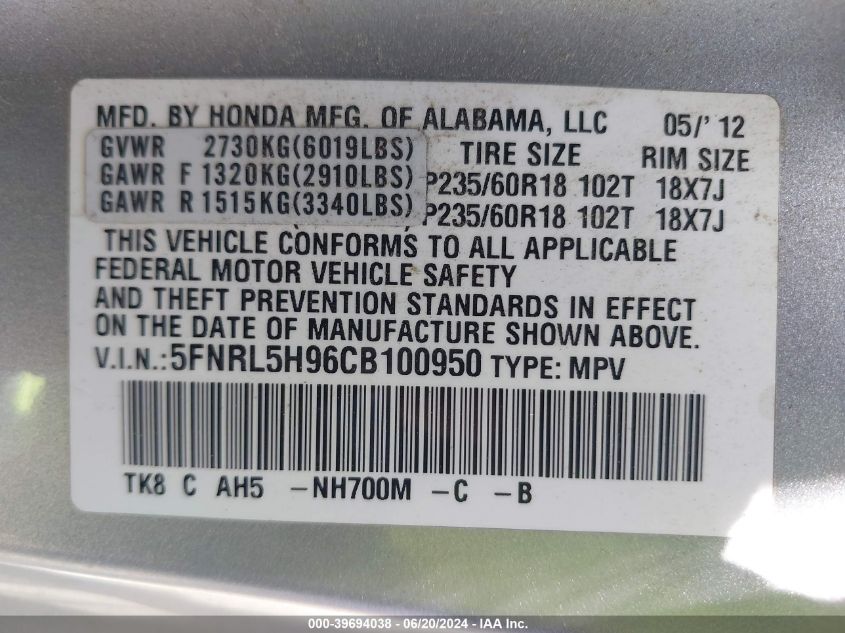 MFD. BY HONDA MFG. OF ALABAMA, LLC 05/' 12
GVWR 2730KG(6019LBS) TIRE SIZE RIM SIZE
GAWR F 1320KG(2910LBS) P235/60R18 102T 18X7J
GAWR R 1515KG(3340LBS) P235/60R18 102T 18X7J
THIS VEHICLE CONFORMS TO ALL APPLICABLE
FEDERAL MOTOR VEHICLE SAFETY
AND THEFT PREVENTION STANDARDS IN EFFECT
ON THE DATE OF MANUFACTURE SHOWN ABOVE.
V.I.N.: 5FNRL5H96CB100950 TYPE: MPV
TK8 C AH5 -NH700M -C -B
000-39694038 - 06/20/2024 - IAA Inc.